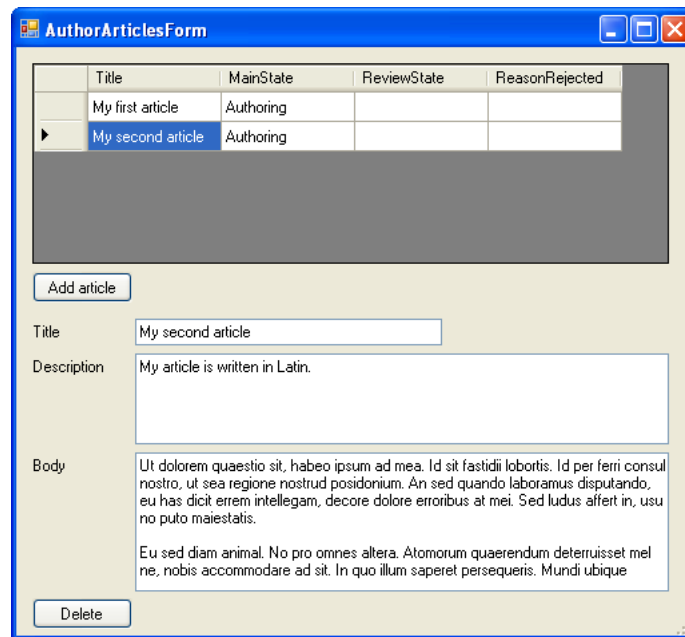 AuthorArticlesForm
Title MainState ReviewState ReasonRejected
My first article Authoring
My second article Authoring
Add article
Title My second article
Description My article is written in Latin.
Body Ut dolorem quaestio sit, habeo ipsum ad mea. Id sit fastidii lobortis. Id per ferri consul
nostro, ut sea regione nostrud posidonium. An sed quando laboramus disputando,
eu has dicit errem intellegam, decore dolore erroribus at mei. Sed ludus affert in, usu
no puto maiestatis.
Eu sed diam animal. No pro omnes altera. Atomorum quaerendum deterruisset mel
ne, nobis accommodare ad sit. In quo illum saperet persequeris. Mundi ubique
Delete